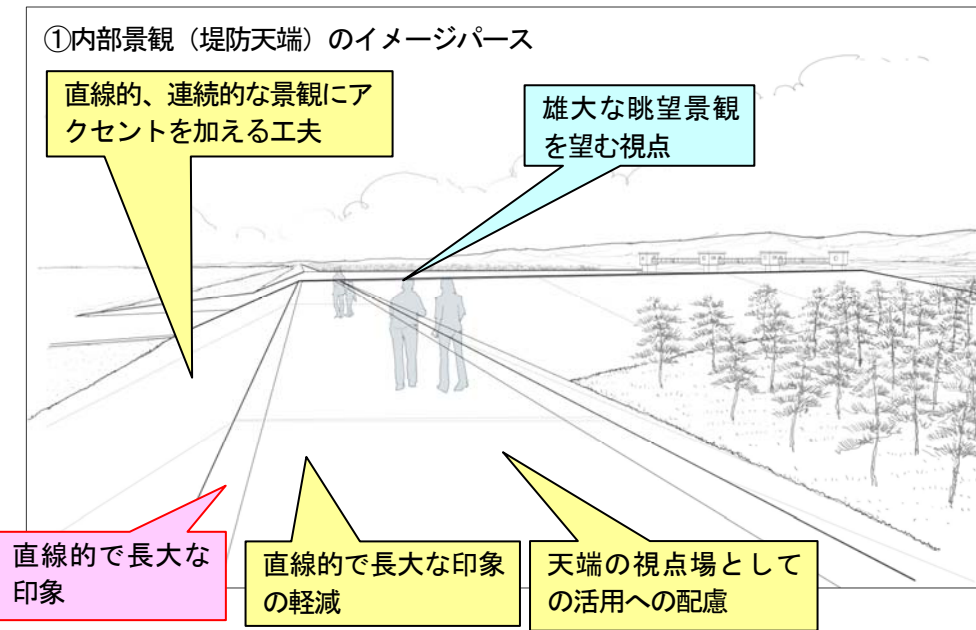 ①内部景観（堤防天端）のイメージパース
直線的、連続的な景観にア
クセントを加える工夫
雄大な眺望景観
を望む視点
直線的で長大な
印象
直線的で長大な印象
の軽減
天端の視点場として
の活用への配慮